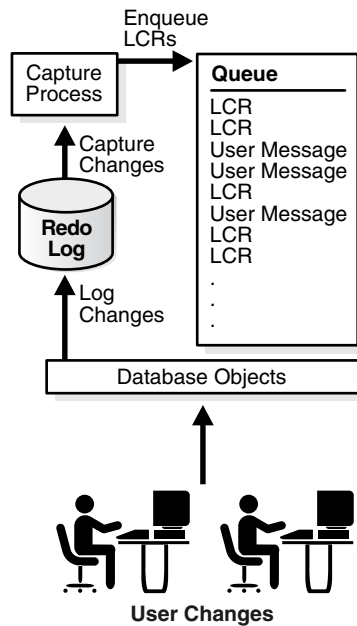 Enqueue
LCRs
Capture
Process
Queue
LCR
LCR
User Message
User Message
LCR
User Message
LCR
LCR
.
.
.
Capture
Changes
Redo
Log
Log
Changes
Database Objects
User Changes